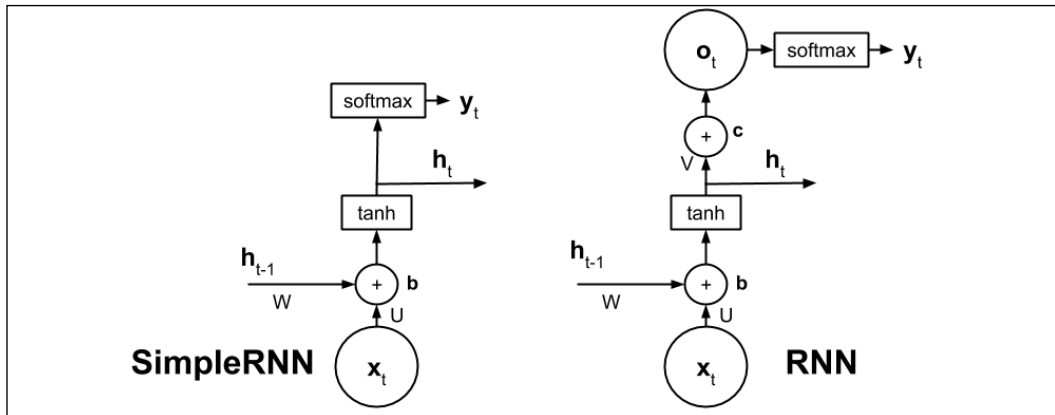 softmax
y_t
h_t
tanh
h_t-1
+
b
W
U
SimpleRNN
x_t
o_t
softmax
y_t
+
c
V
h_t
tanh
h_t-1
+
b
W
U
x_t
RNN